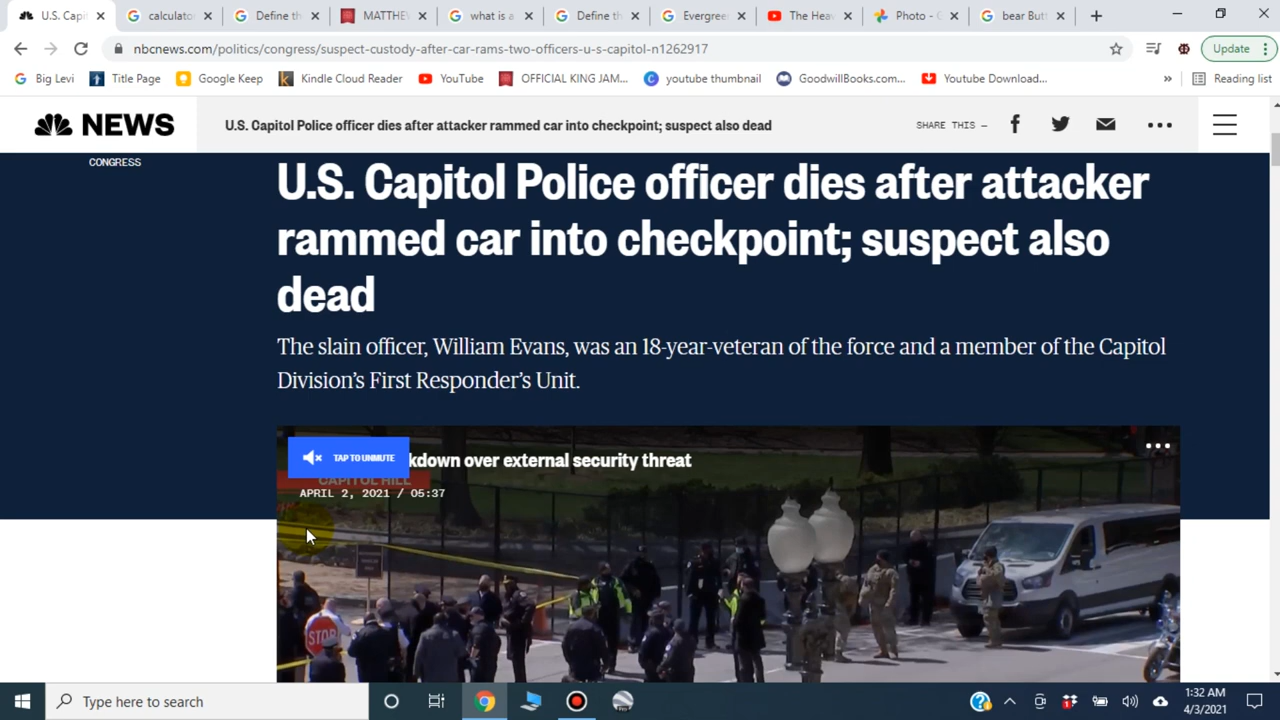 U.S. Capit
calculato
Define th
MATTHE
what is a
Define th
Evergree
The Hea
Photo - G
bear Butt
nbcnews.com/politics/congress/suspect-custody-after-car-rams-two-officers-u-s-capitol-n1262917
Update
Big Levi
Title Page
Google Keep
Kindle Cloud Reader
YouTube
OFFICIAL KING JAM...
youtube thumbnail
GoodwillBooks.com...
Youtube Download...
»
Reading list
NEWS
U.S. Capitol Police officer dies after attacker rammed car into checkpoint; suspect also dead
SHARE THIS —
CONGRESS
U.S. Capitol Police officer dies after attacker
rammed car into checkpoint; suspect also
dead
The slain officer, William Evans, was an 18-year-veteran of the force and a member of the Capitol
Division's First Responder's Unit.
TAP TO UNMUTE
kdown over external security threat
CAPITOL HILL
APRIL 2, 2021 / 05:37
STOP
Type here to search
1:32 AM
4/3/2021